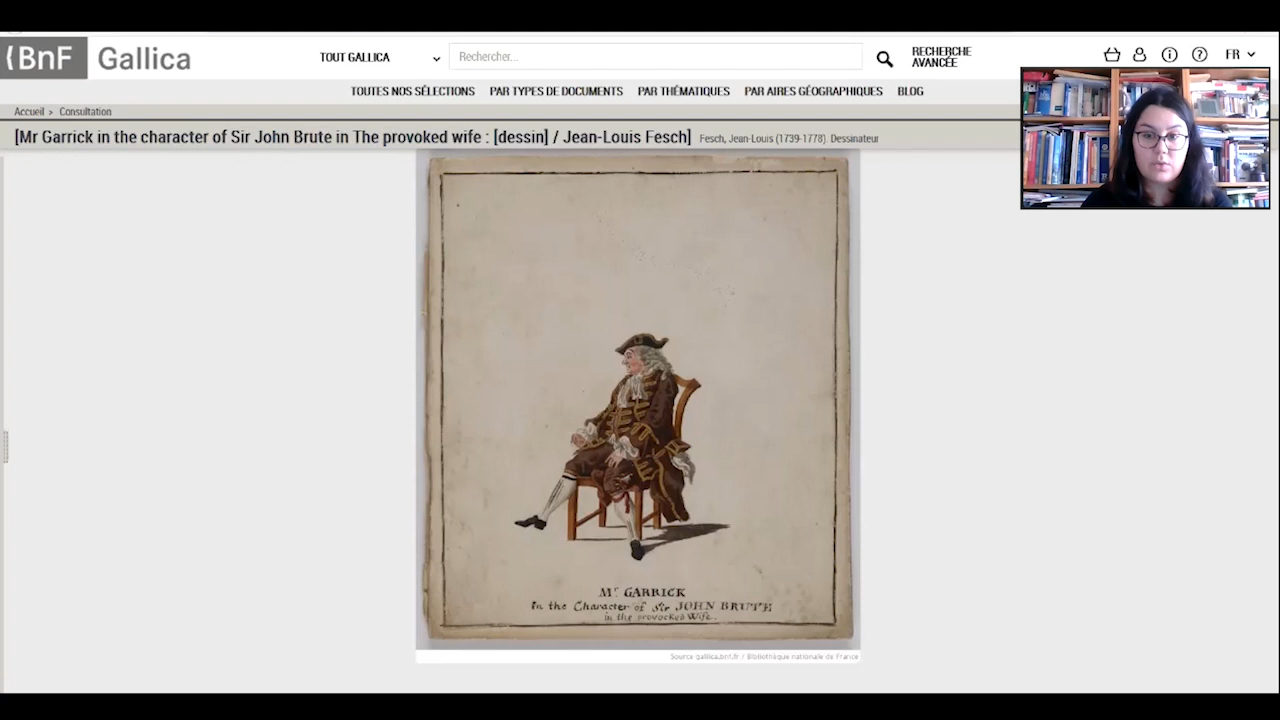 BnF Gallica
TOUT GALLICA
Rechercher...
RECHERCHE
AVANCÉE
FR
TOUTES NOS SÉLECTIONS PAR TYPES DE DOCUMENTS PAR THÉMATIQUES PAR AIRES GÉOGRAPHIQUES BLOG
Accueil > Consultation
[Mr Garrick in the character of Sir John Brute in The provoked wife : [dessin] / Jean-Louis Fesch] Fesch, Jean-Louis (1739-1778). Dessinateur
Mr GARRICK
in the Character of Sir JOHN BRUTE
in the provocked Wife.
Source gallica.bnf.fr / Bibliothèque nationale de France